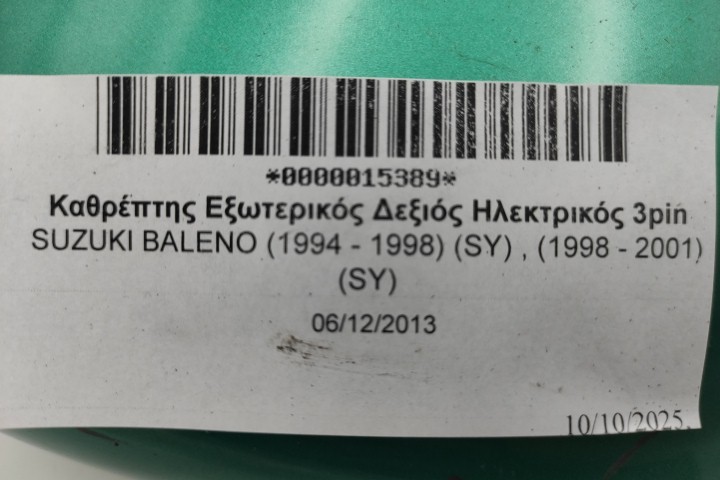 *0000015389*
Καθρέπτης Εξωτερικός Δεξιός Ηλεκτρικός 3pin
SUZUKI BALENO (1994 - 1998) (SY) , (1998 - 2001)
(SY)
06/12/2013
10/10/2025.